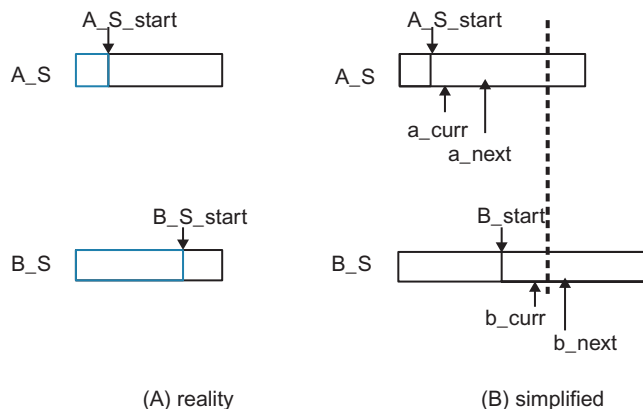 A_S_start
A_S_start
A_S
A_S
a_curr
a_next
B_S_start
B_start
B_S
B_S
b_curr
b_next
(A) reality
(B) simplified